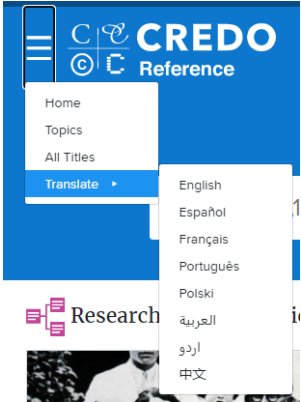 CREDO
Reference
Home
Topics
All Titles
Translate
English
Español
Français
Português
Polski
العربية
اردو
中文
Research